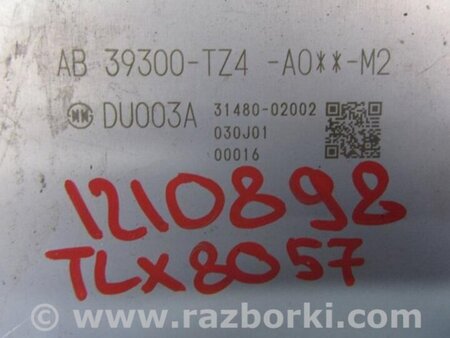 AB 39300-TZ4 -A0**-M2
DU003A 31480-02002
030J01
00016
1210898
TLX8057
www.razborki.com